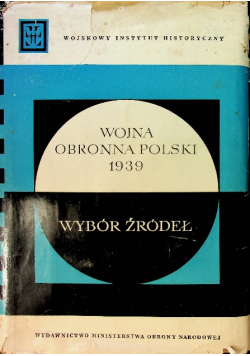 WOJSKOWY INSTYTUT HISTORYCZNY
WOJNA
OBRONNA POLSKI
1939
WYBÓR ŹRÓDEŁ
WYDAWNICTWO MINISTERSTWA OBRONY NARODOWEJ